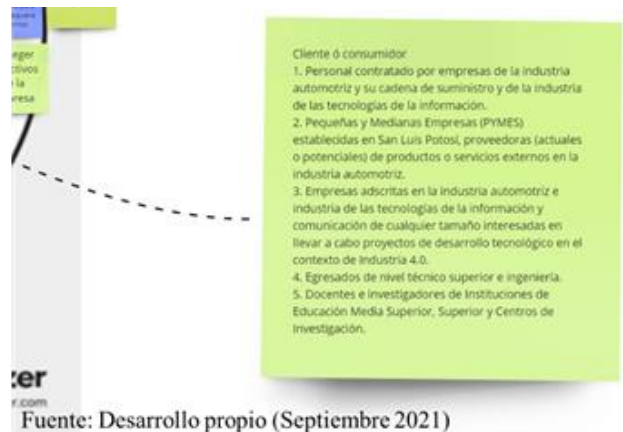 eger
ctivos
la
resa
Cliente ó consumidor
1. Personal contratado por empresas de la industria
automotriz y su cadena de suministro y de la industria
de las tecnologías de la información.
2. Pequeñas y Medianas Empresas (PYMES)
establecidas en San Luis Potosí, proveedoras (actuales
o potenciales) de productos o servicios externos en la
industria automotriz.
3. Empresas adscritas en la industria automotriz e
industria de las tecnologías de la información y
comunicación de cualquier tamaño interesadas en
llevar a cabo proyectos de desarrollo tecnológico en el
contexto de Industria 4.0.
4. Egresados de nivel técnico superior e ingeniería.
5. Docentes e investigadores de Instituciones de
Educación Media Superior, Superior y Centros de
Investigación.
zer
r.com
Fuente: Desarrollo propio (Septiembre 2021)